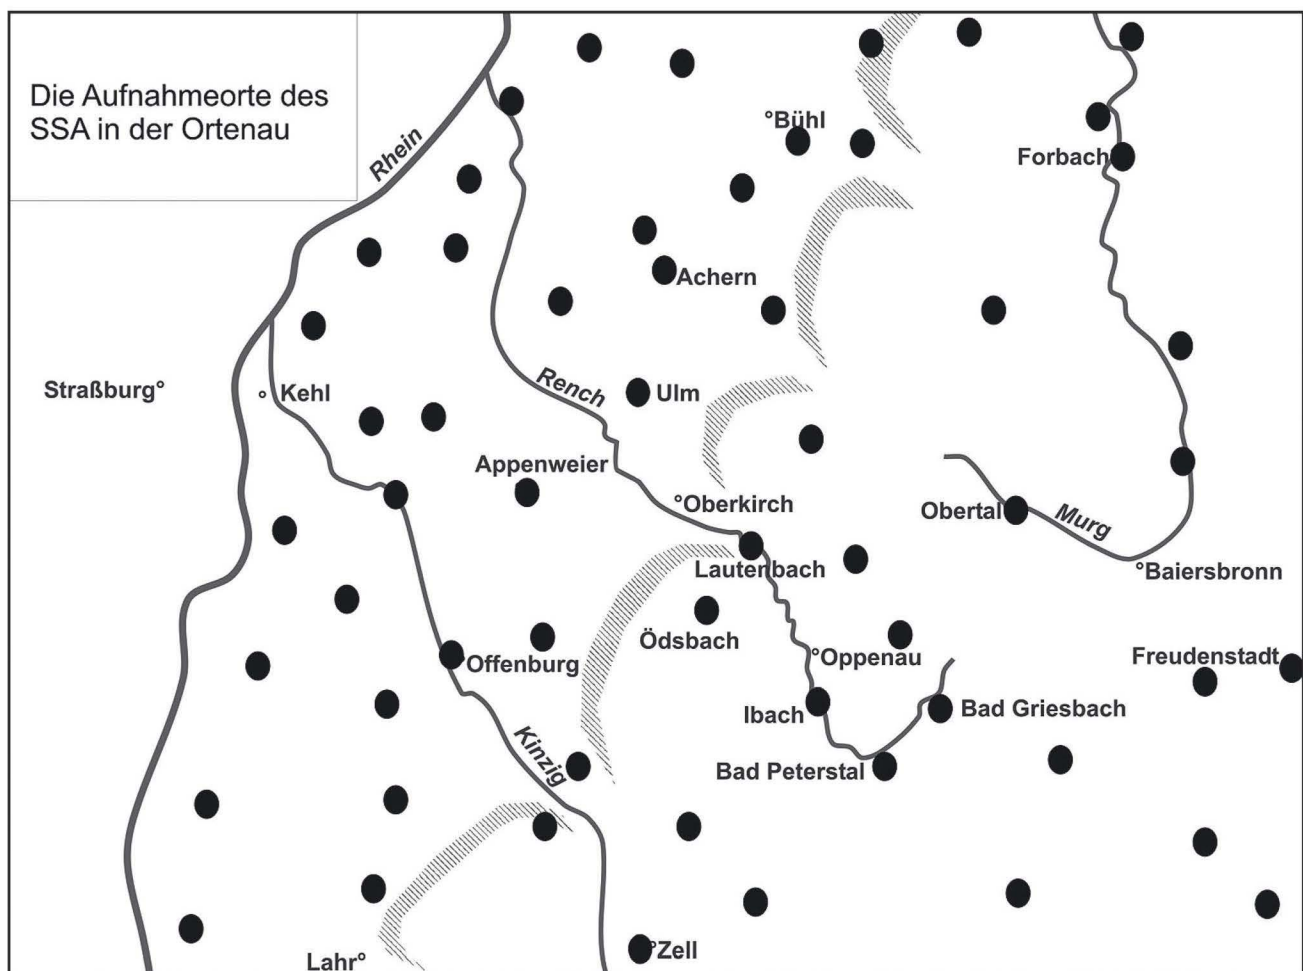 Die Aufnahmeorte des
SSA in der Ortenau
Rhein
°Bühl
Forbach
Achern
Straßburg°
° Kehl
Rench
Ulm
Appenweier
°Oberkirch
Obertal
Murg
Lautenbach
°Baiersbronn
Ödsbach
°Oppenau
Offenburg
Freudenstadt
Ibach
Bad Griesbach
Kinzig
Bad Peterstal
Lahr°
°Zell